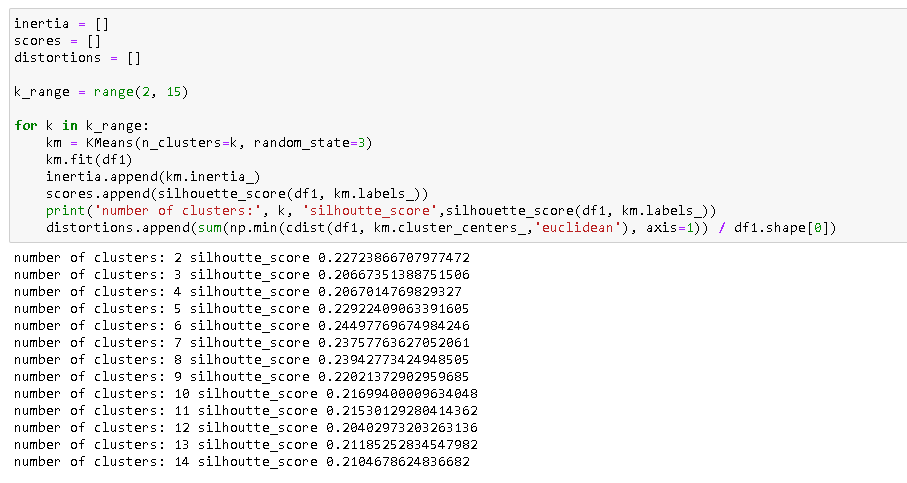 inertia = []
scores = []
distortions = []
k_range = range(2, 15)
for k in k_range:
    km = KMeans(n_clusters=k, random_state=3)
    km.fit(df1)
    inertia.append(km.inertia_)
    scores.append(silhouette_score(df1, km.labels_))
    print('number of clusters:', k, 'silhoutte_score',silhouette_score(df1, km.labels_))
    distortions.append(sum(np.min(cdist(df1, km.cluster_centers_,'euclidean'), axis=1)) / df1.shape[0])
number of clusters: 2 silhoutte_score 0.22723866707977472
number of clusters: 3 silhoutte_score 0.20667351388751506
number of clusters: 4 silhoutte_score 0.2067014769829327
number of clusters: 5 silhoutte_score 0.22922409063391605
number of clusters: 6 silhoutte_score 0.24497769674984246
number of clusters: 7 silhoutte_score 0.23757763627052061
number of clusters: 8 silhoutte_score 0.23942773424948505
number of clusters: 9 silhoutte_score 0.22021372902959685
number of clusters: 10 silhoutte_score 0.21699400009634048
number of clusters: 11 silhoutte_score 0.21530129280414362
number of clusters: 12 silhoutte_score 0.20402973203263136
number of clusters: 13 silhoutte_score 0.21185252834547982
number of clusters: 14 silhoutte_score 0.2104678624836682